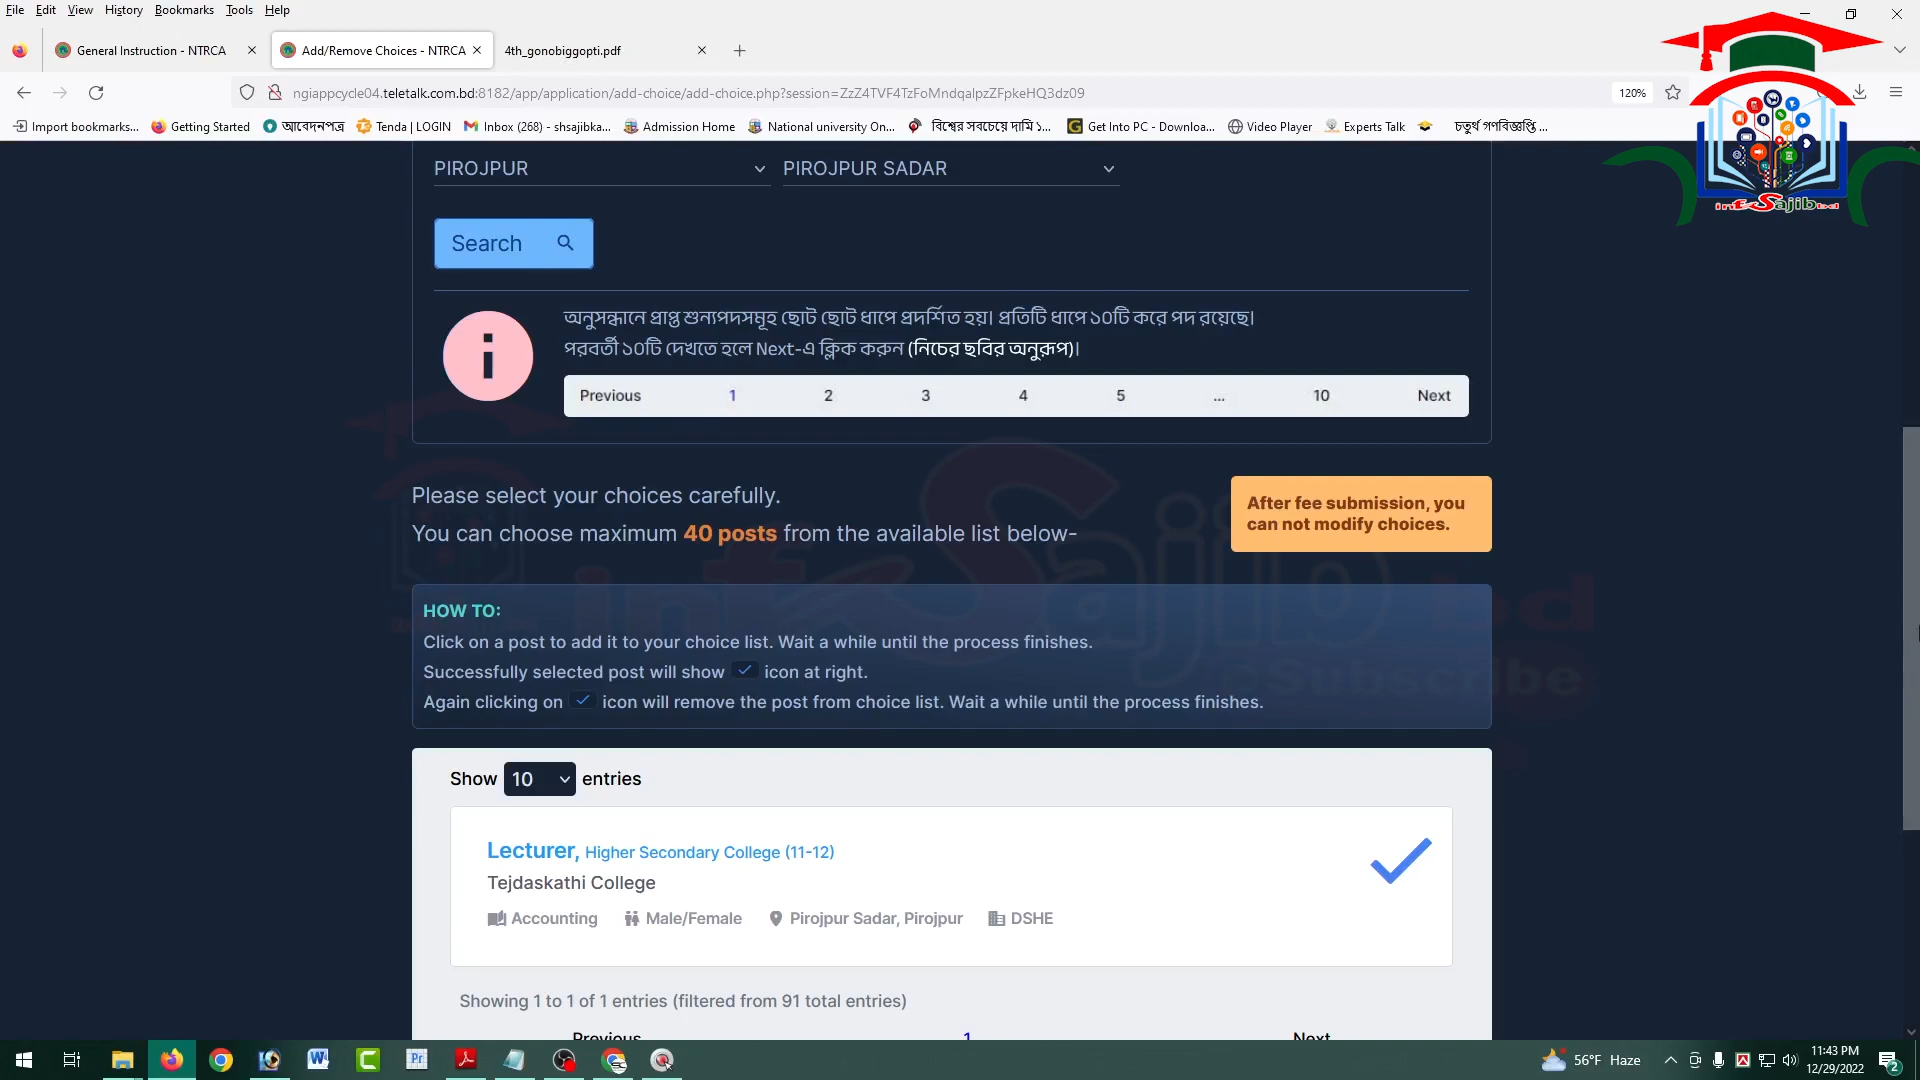 File Edit View History Bookmarks Tools Help
General Instruction - NTRCA
Add/Remove Choices - NTRCA
4th_gonobiggopti.pdf
ngiappcycle04.teletalk.com.bd:8182/app/application/add-choice/add-choice.php?session=ZzZ4TVF4TzFoMndqalpzZFpkeHQ3dz09
120%
Import bookmarks... Getting Started আবেদনপত্র Tenda | LOGIN Inbox (268) - shsajibka... Admission Home National university On... বিশ্বের সবচেয়ে দামি ১... Get Into PC - Downloa... Video Player Experts Talk চতুর্থ গণবিজ্ঞপ্তি ...
infoSajibbd
PIROJPUR PIROJPUR SADAR
Search
অনুসন্ধানে প্রাপ্ত শুন্যপদসমূহ ছোট ছোট ধাপে প্রদর্শিত হয়। প্রতিটি ধাপে ১০টি করে পদ রয়েছে।
পরবর্তী ১০টি দেখতে হলে Next-এ ক্লিক করুন (নিচের ছবির অনুরূপ)।
Previous 1 2 3 4 5 ... 10 Next
Please select your choices carefully.
You can choose maximum 40 posts from the available list below-
After fee submission, you
can not modify choices.
HOW TO:
Click on a post to add it to your choice list. Wait a while until the process finishes.
Successfully selected post will show icon at right.
Again clicking on icon will remove the post from choice list. Wait a while until the process finishes.
Subscribe
Show 10 entries
Lecturer, Higher Secondary College (11-12)
Tejdaskathi College
Accounting Male/Female Pirojpur Sadar, Pirojpur DSHE
Showing 1 to 1 of 1 entries (filtered from 91 total entries)
Previous 1 Next
56°F Haze
11:43 PM
12/29/2022
2